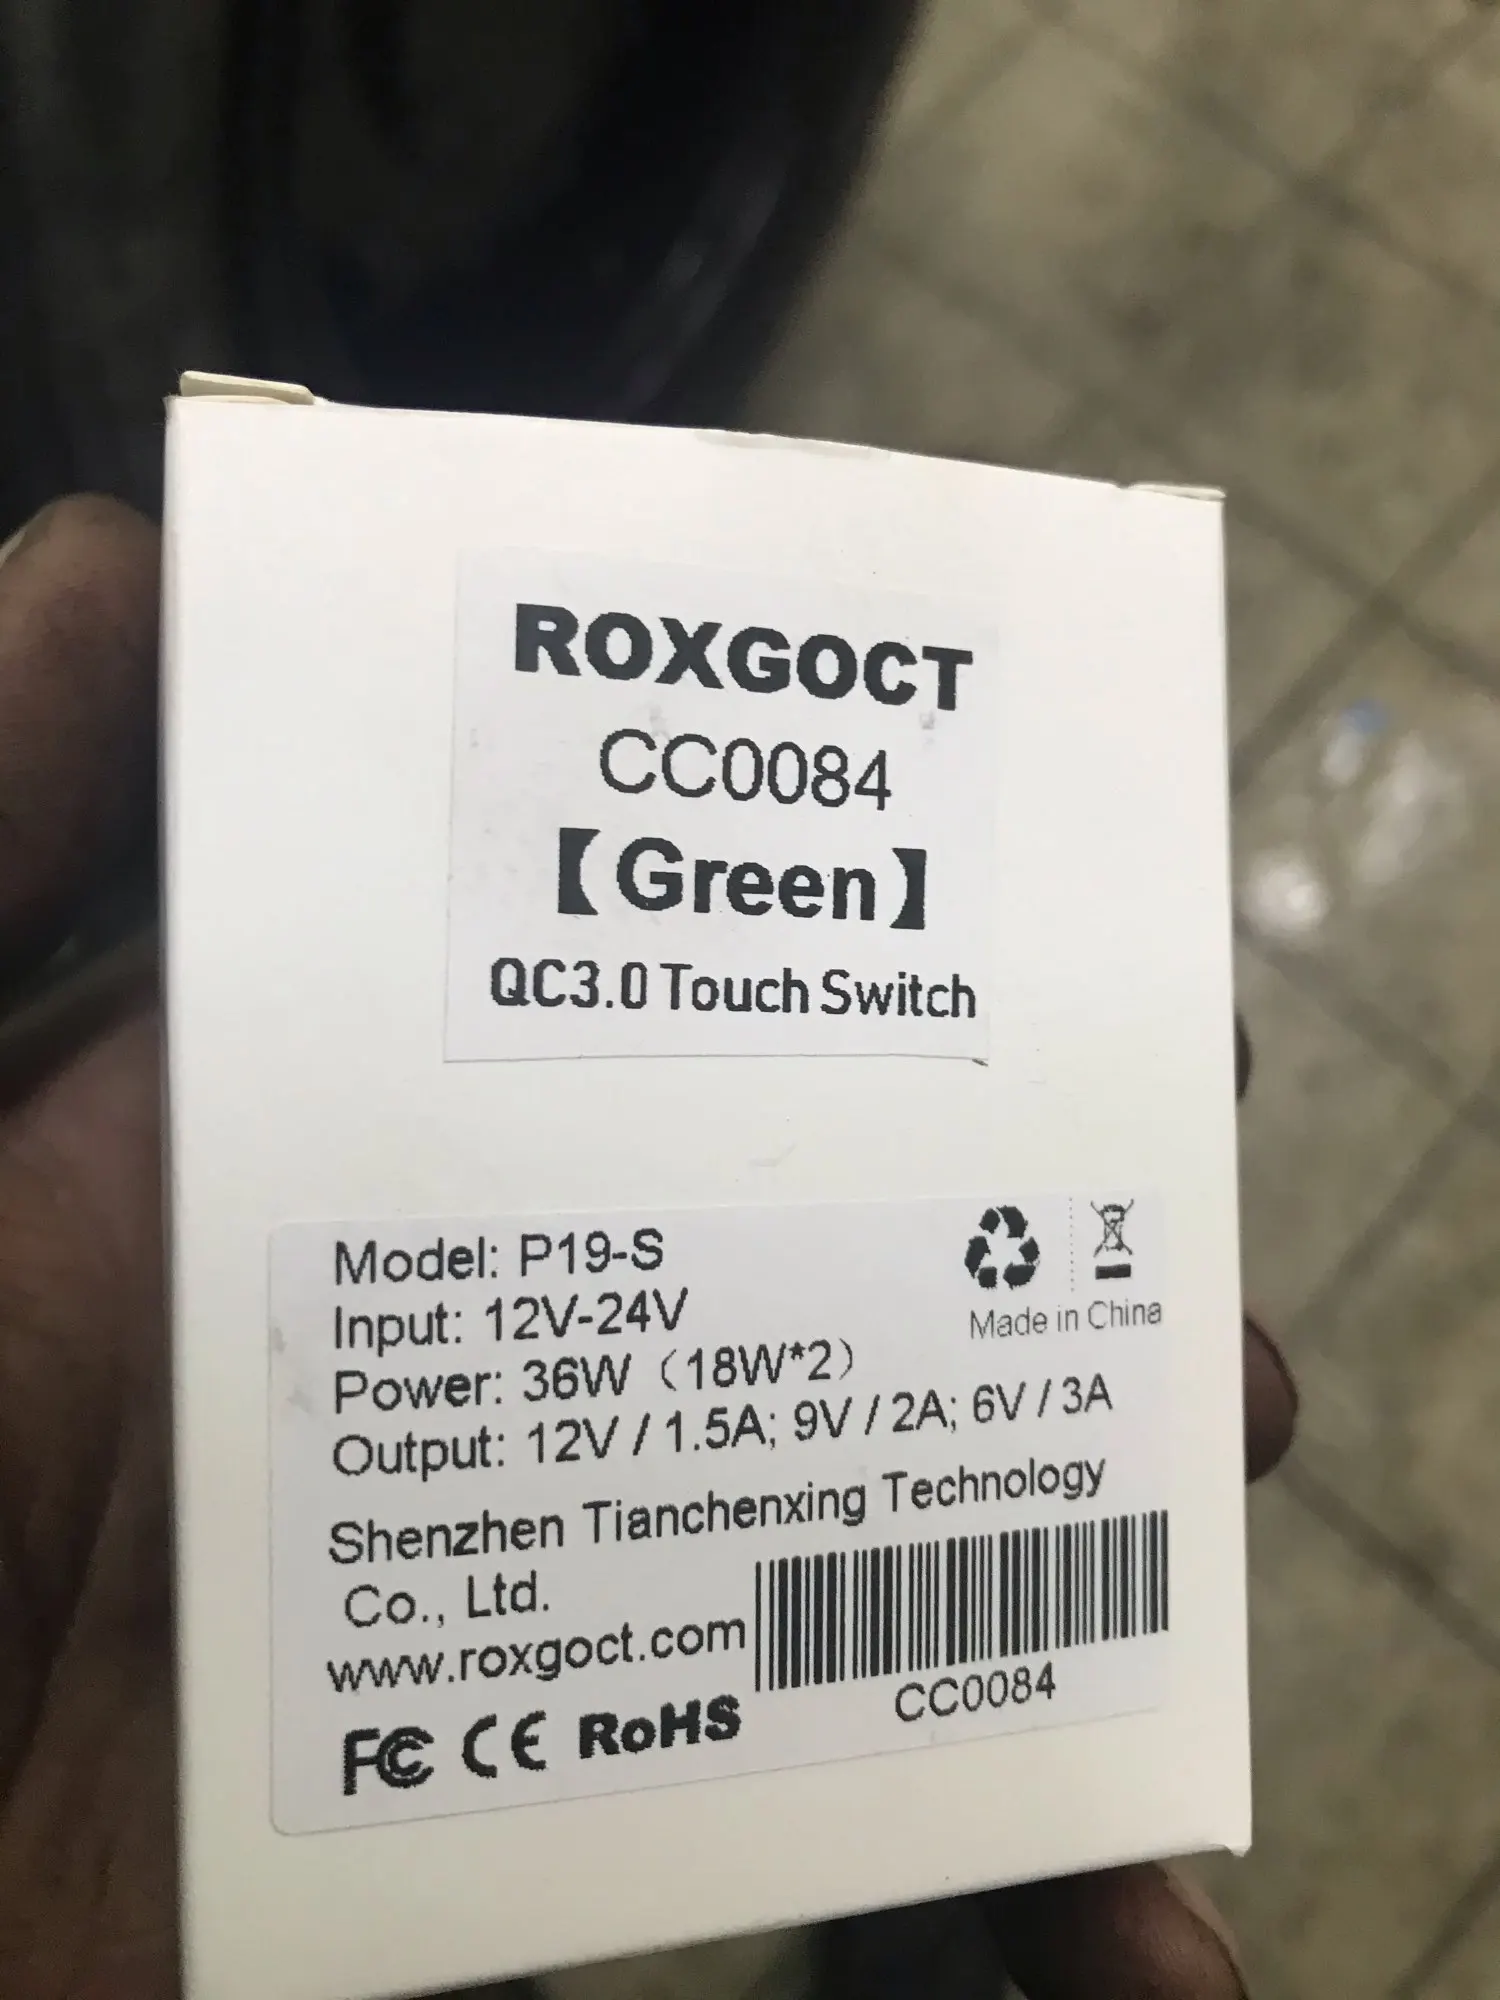 ROXGOCT
CC0084
【Green】
QC3.0 Touch Switch
Model: P19-S
Input: 12V-24V
Power: 36W（18W*2）
Output: 12V / 1.5A; 9V / 2A; 6V / 3A
Made in China
Shenzhen Tianchenxing Technology
Co., Ltd.
www.roxgoct.com
CC0084
FC CE RoHS